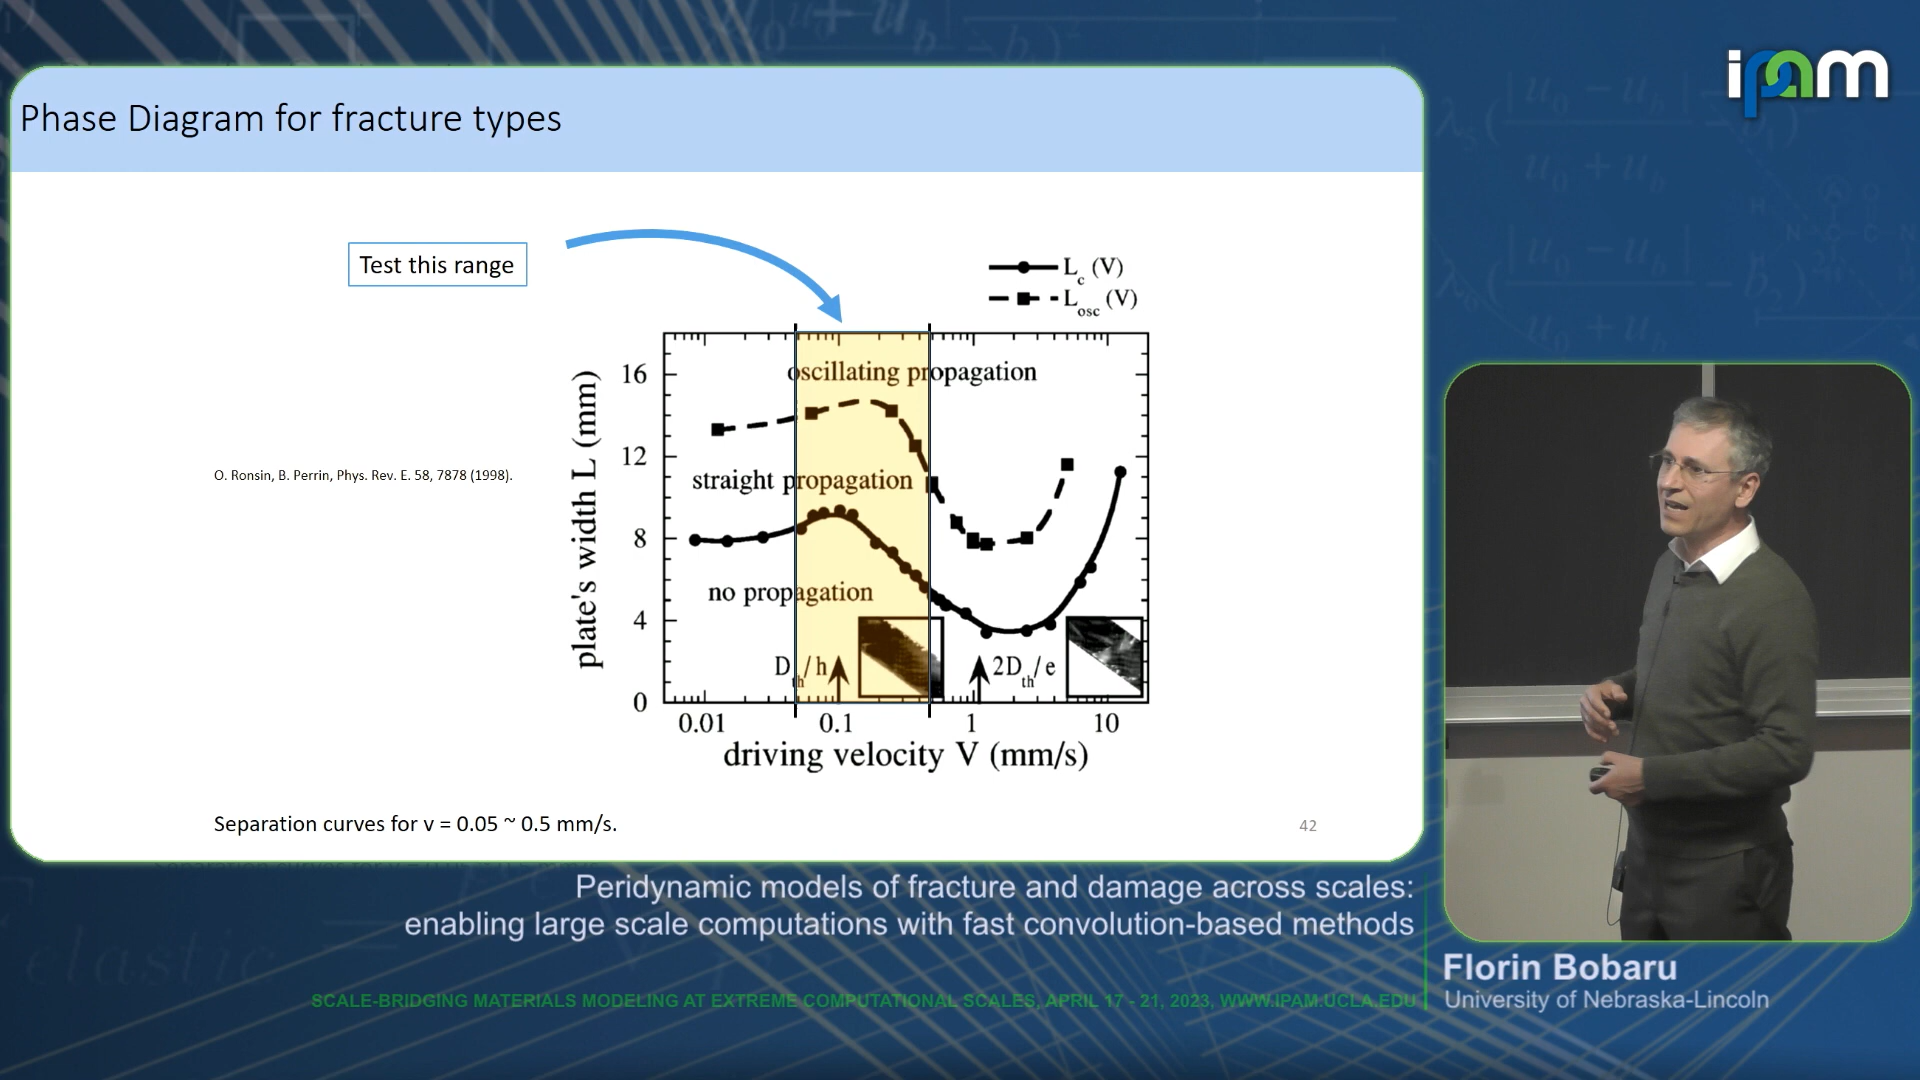 ipam
Phase Diagram for fracture types
Test this range
L_c (V)
L_osc (V)
16
12
8
4
0
plate's width L (mm)
oscillating propagation
straight propagation
no propagation
D_th/h
2D_th/e
0.01 0.1 1 10
driving velocity V (mm/s)
O. Ronsin, B. Perrin, Phys. Rev. E. 58, 7878 (1998).
Separation curves for v = 0.05 ~ 0.5 mm/s.
42
Peridynamic models of fracture and damage across scales:
enabling large scale computations with fast convolution-based methods
SCALE-BRIDGING MATERIALS MODELING AT EXTREME COMPUTATIONAL SCALES, APRIL 17 - 21, 2023, WWW.IPAM.UCLA.EDU
Florin Bobaru
University of Nebraska-Lincoln